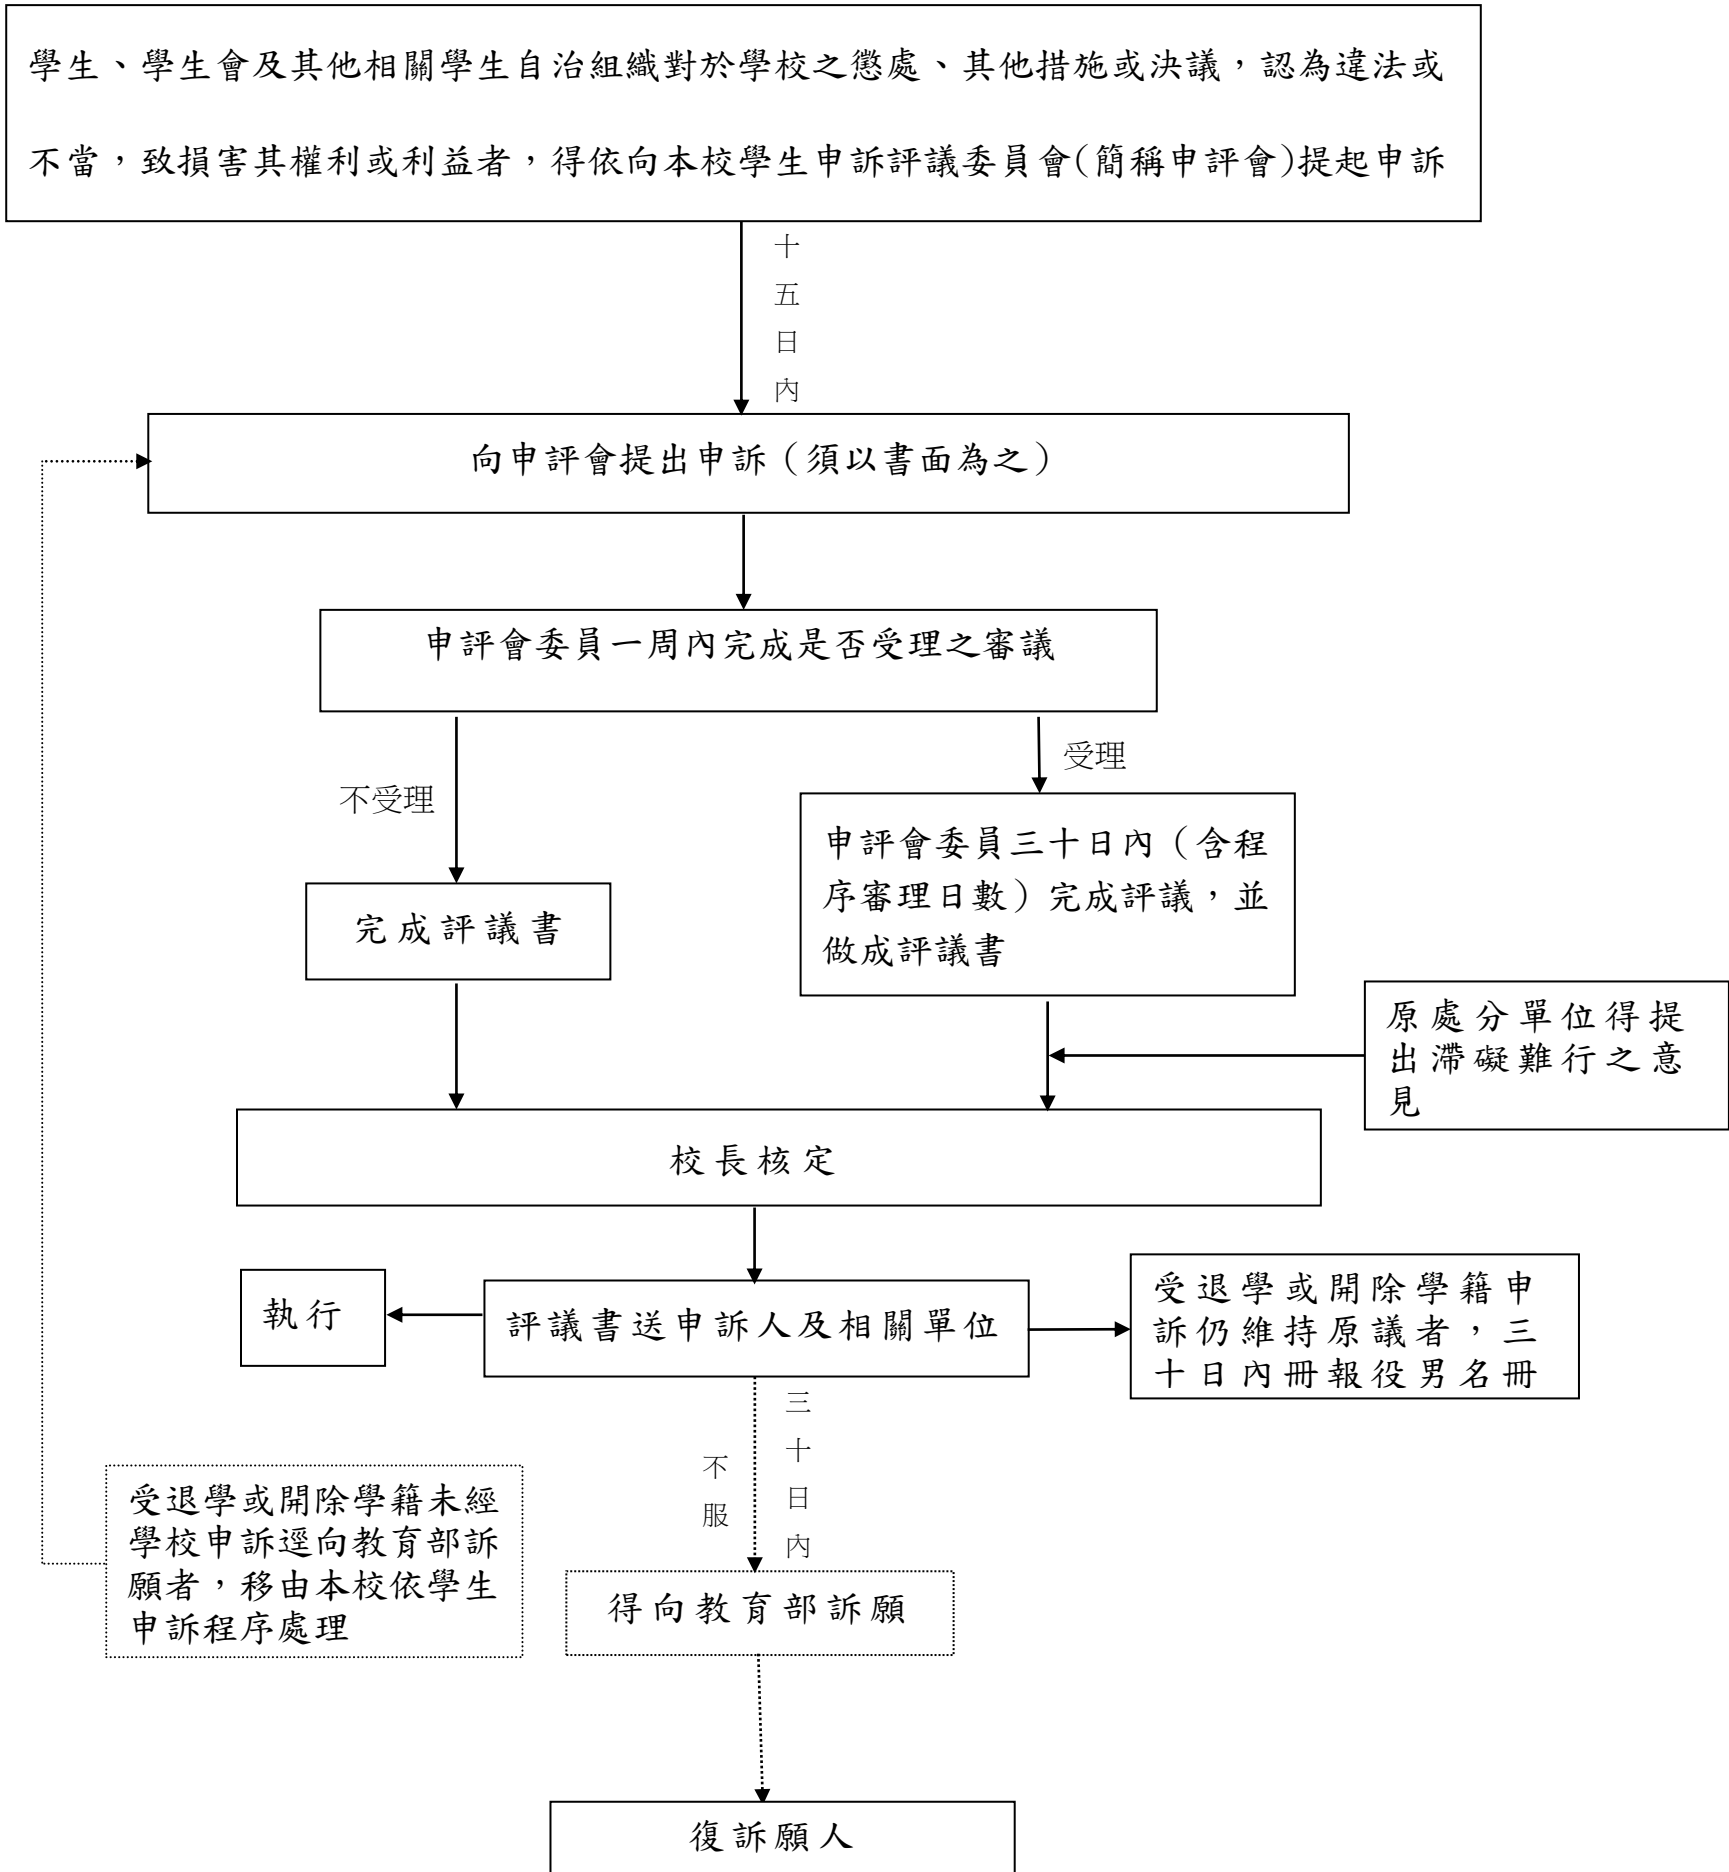 學生、學生會及其他相關學生自治組織對於學校之懲處、其他措施或決議，認為違法或
不當，致損害其權利或利益者，得依向本校學生申訴評議委員會(簡稱申評會)提起申訴
十五日內
向申評會提出申訴（須以書面為之）
申評會委員一周內完成是否受理之審議
受理
不受理
申評會委員三十日內（含程
序審理日數）完成評議，並
做成評議書
完成評議書
原處分單位得提
出滯礙難行之意
見
校長核定
執行
評議書送申訴人及相關單位
受退學或開除學籍申
訴仍維持原議者，三
十日內冊報役男名冊
三十日內
不服
受退學或開除學籍未經
學校申訴逕向教育部訴
願者，移由本校依學生
申訴程序處理
得向教育部訴願
復訴願人